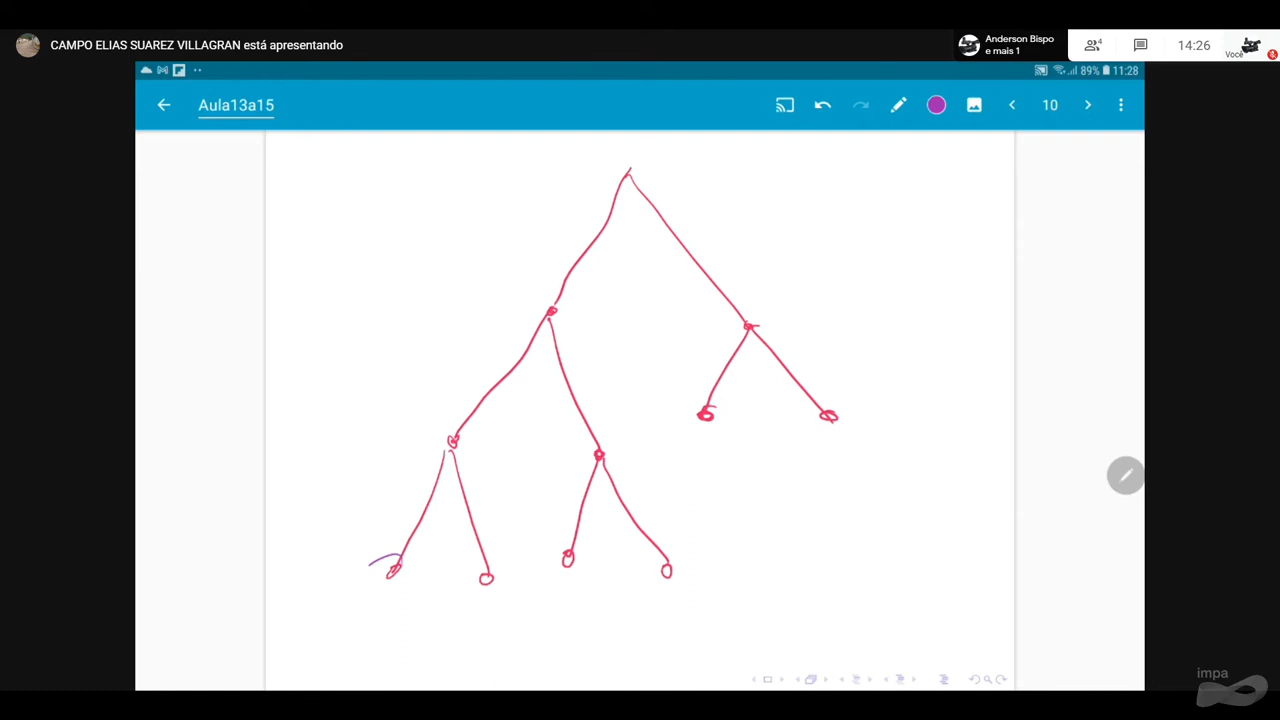 CAMPO ELIAS SUAREZ VILLAGRAN está apresentando
Anderson Bispo
e mais 1
4
14:26
Você
89% 11:28
Aula13a15
10
impa